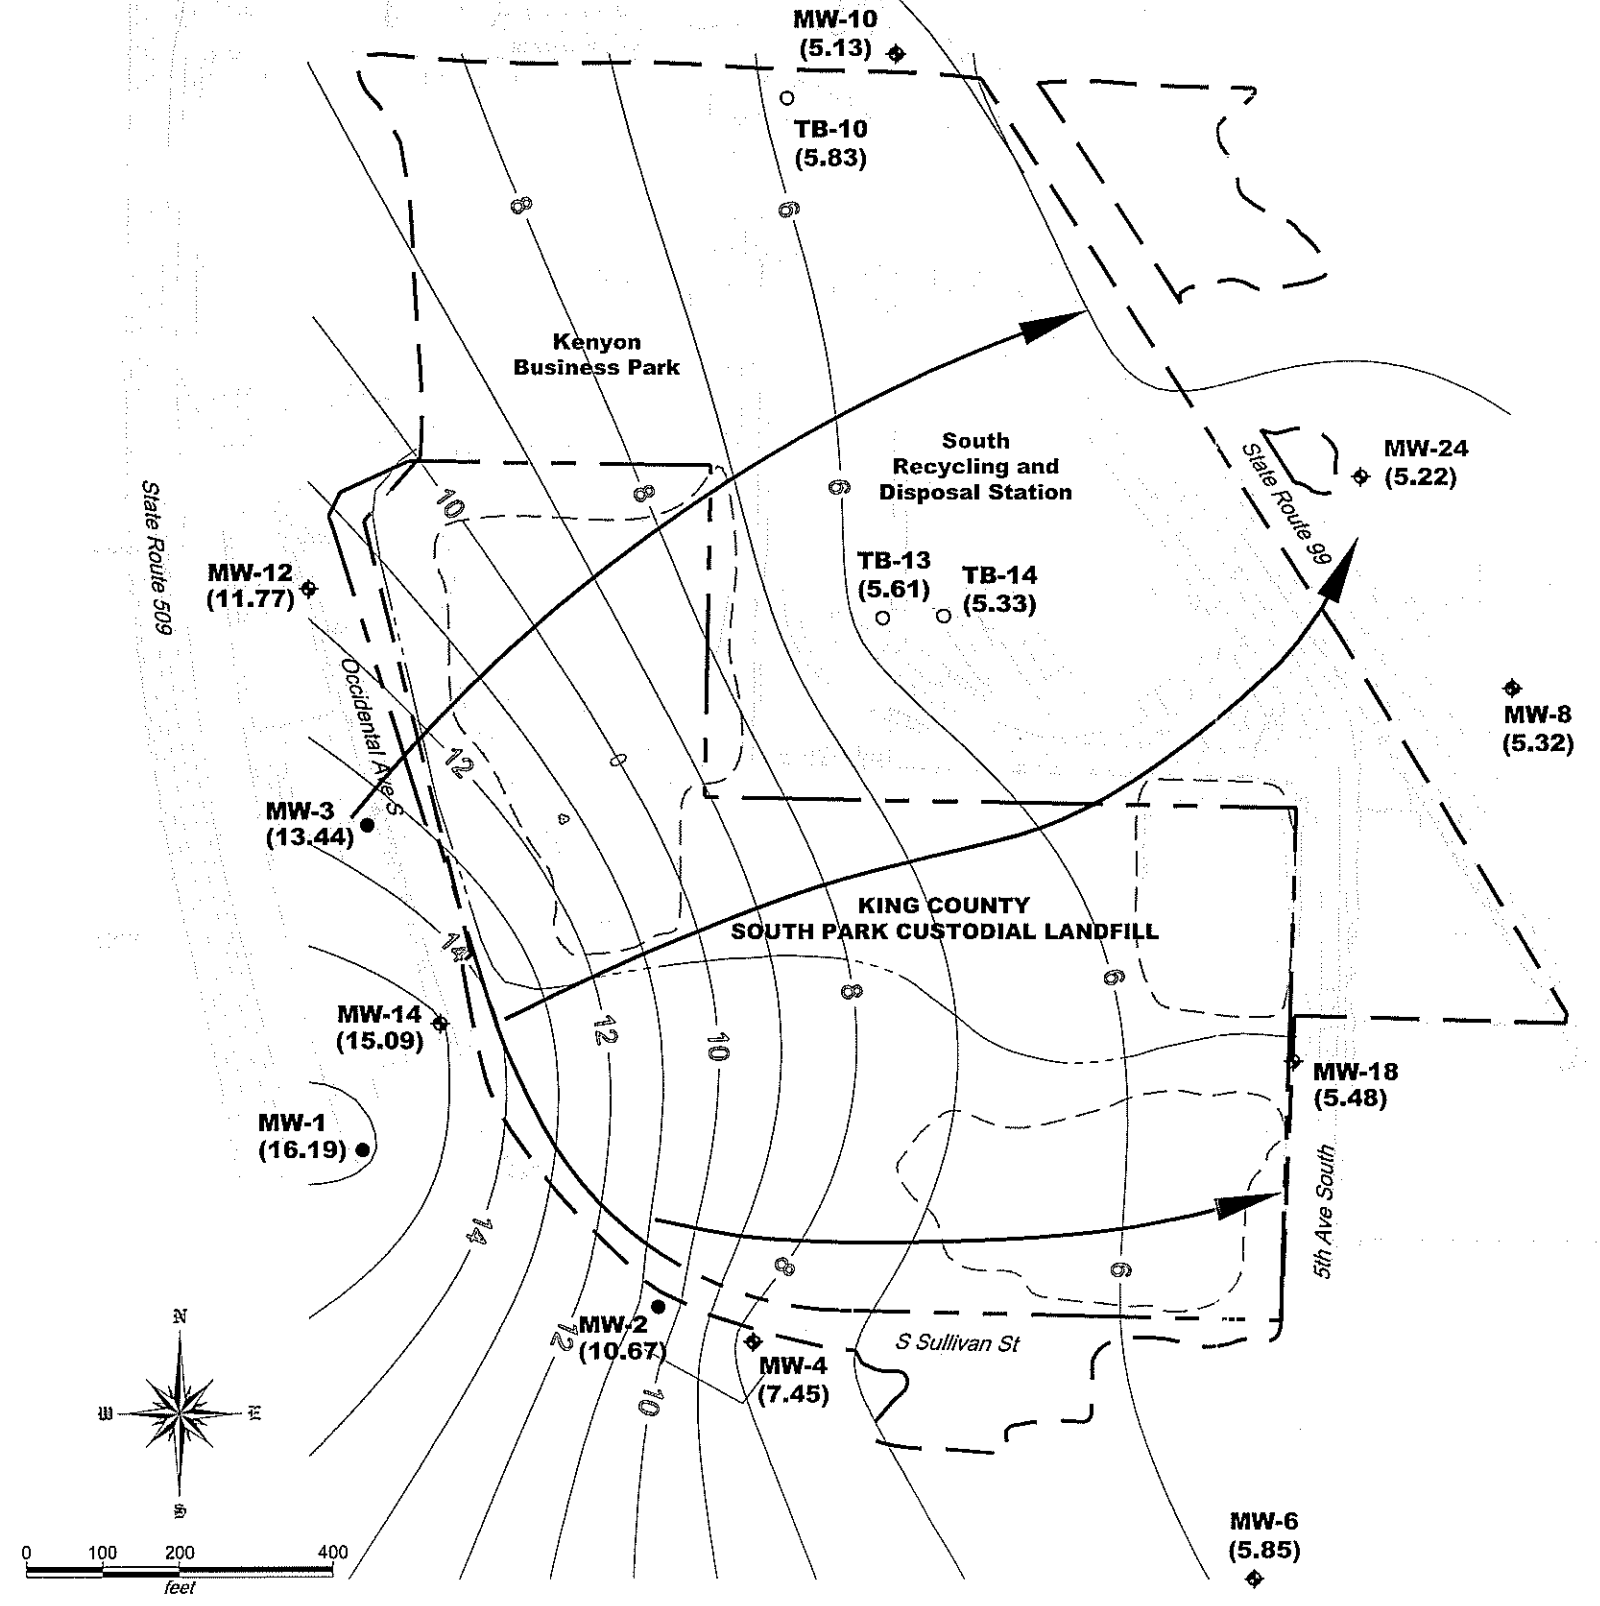 MW-10
(5.13)
TB-10
(5.83)
8
6
Kenyon
Business Park
South
Recycling and
Disposal Station
MW-24
(5.22)
State Route 99
State Route 509
10
8
6
MW-12
(11.77)
TB-13
(5.61)
TB-14
(5.33)
Occidental Ave S
MW-8
(5.32)
12
MW-3
(13.44)
KING COUNTY
SOUTH PARK CUSTODIAL LANDFILL
14
6
8
MW-14
(15.09)
12
10
MW-18
(5.48)
MW-1
(16.19)
5th Ave South
14
8
6
MW-2
(10.67)
12
S Sullivan St
MW-4
(7.45)
10
N
W
E
S
MW-6
(5.85)
0 100 200 400
feet